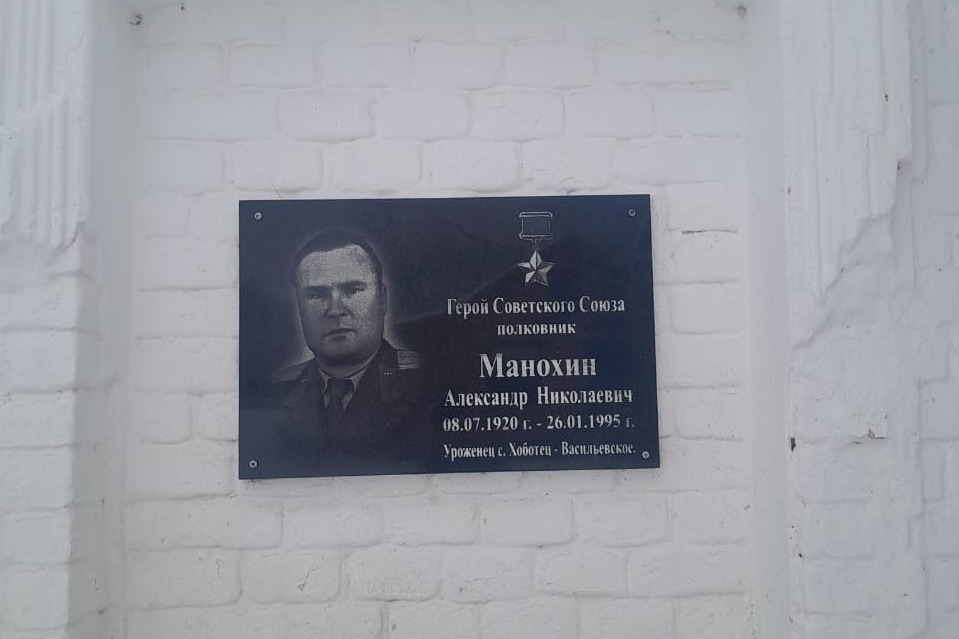 Герой Советского Союза
полковник
Манохин
Александр Николаевич
08.07.1920 г. - 26.01.1995 г.
Уроженец с. Хоботец - Васильевское.